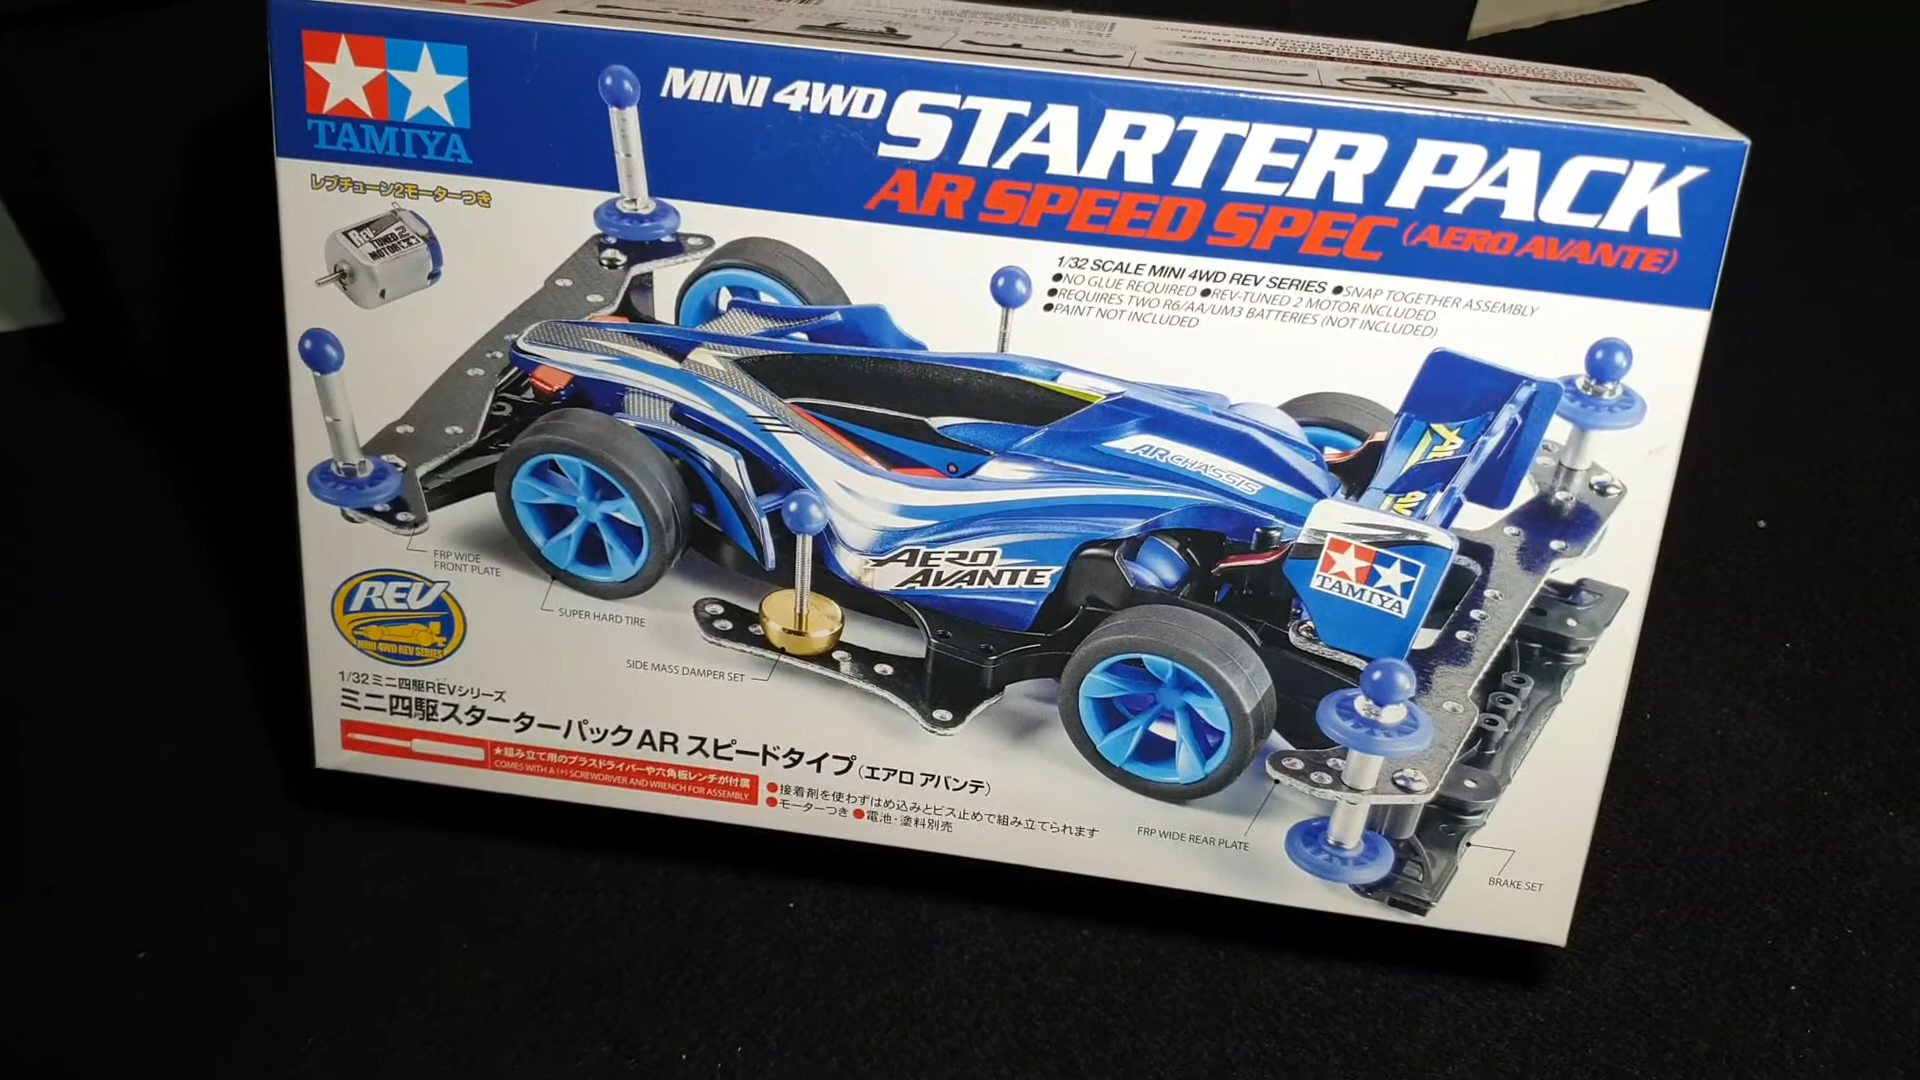 TAMIYA
MINI 4WD STARTER PACK
AR SPEED SPEC (AERO AVANTE)
レブチューン2モーターつき
REV-
TUNED 2
MOTOR
1/32 SCALE MINI 4WD REV SERIES ●SNAP TOGETHER ASSEMBLY
●NO GLUE REQUIRED ●REV-TUNED 2 MOTOR INCLUDED
●REQUIRES TWO R6/AA/UM3 BATTERIES (NOT INCLUDED)
●PAINT NOT INCLUDED
AR CHASSIS
AERO
AVANTE
TAMIYA
FRP WIDE
FRONT PLATE
SUPER HARD TIRE
SIDE MASS DAMPER SET
REV
MINI 4WD REV SERIES
1/32ミニ四駆REVシリーズ
ミニ四駆スターターパックAR スピードタイプ(エアロ アバンテ)
★組み立て用のプラスドライバーや六角板レンチが付属
COMES WITH A (+) SCREWDRIVER AND WRENCH FOR ASSEMBLY.
●接着剤を使わずはめ込みとビス止めで組み立てられます
●モーターつき ●電池・塗料別売
FRP WIDE REAR PLATE
BRAKE SET